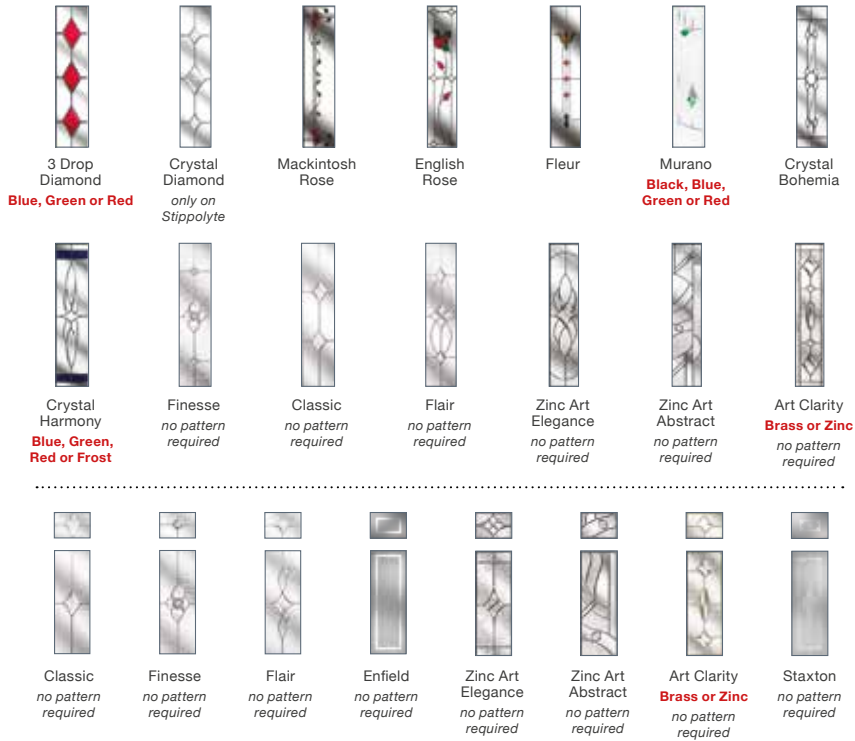 3 Drop
Diamond
Blue, Green or Red
Crystal
Diamond
only on
Stippolyte
Mackintosh
Rose
English
Rose
Fleur
Murano
Black, Blue,
Green or Red
Crystal
Bohemia
Crystal
Harmony
Blue, Green,
Red or Frost
Finesse
no pattern
required
Classic
no pattern
required
Flair
no pattern
required
Zinc Art
Elegance
no pattern
required
Zinc Art
Abstract
no pattern
required
Art Clarity
Brass or Zinc
no pattern
required
Classic
no pattern
required
Finesse
no pattern
required
Flair
no pattern
required
Enfield
no pattern
required
Zinc Art
Elegance
no pattern
required
Zinc Art
Abstract
no pattern
required
Art Clarity
Brass or Zinc
no pattern
required
Staxton
no pattern
required